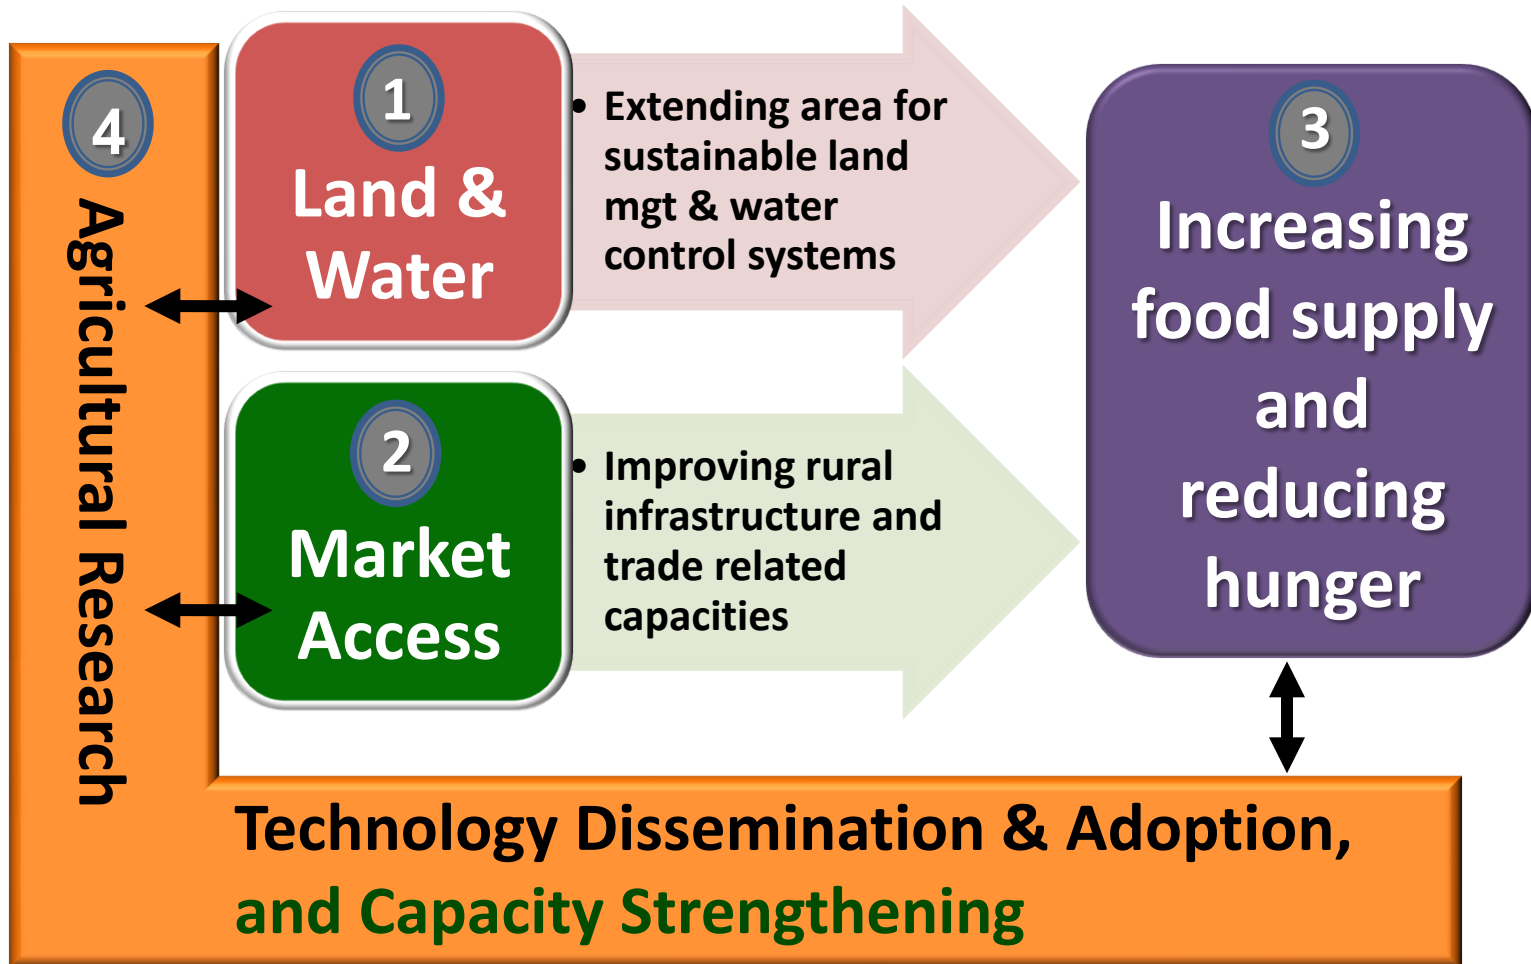 4
Agricultural Research
1
Land &
Water
• Extending area for
sustainable land
mgt & water
control systems
2
Market
Access
• Improving rural
infrastructure and
trade related
capacities
3
Increasing
food supply
and
reducing
hunger
Technology Dissemination & Adoption,
and Capacity Strengthening